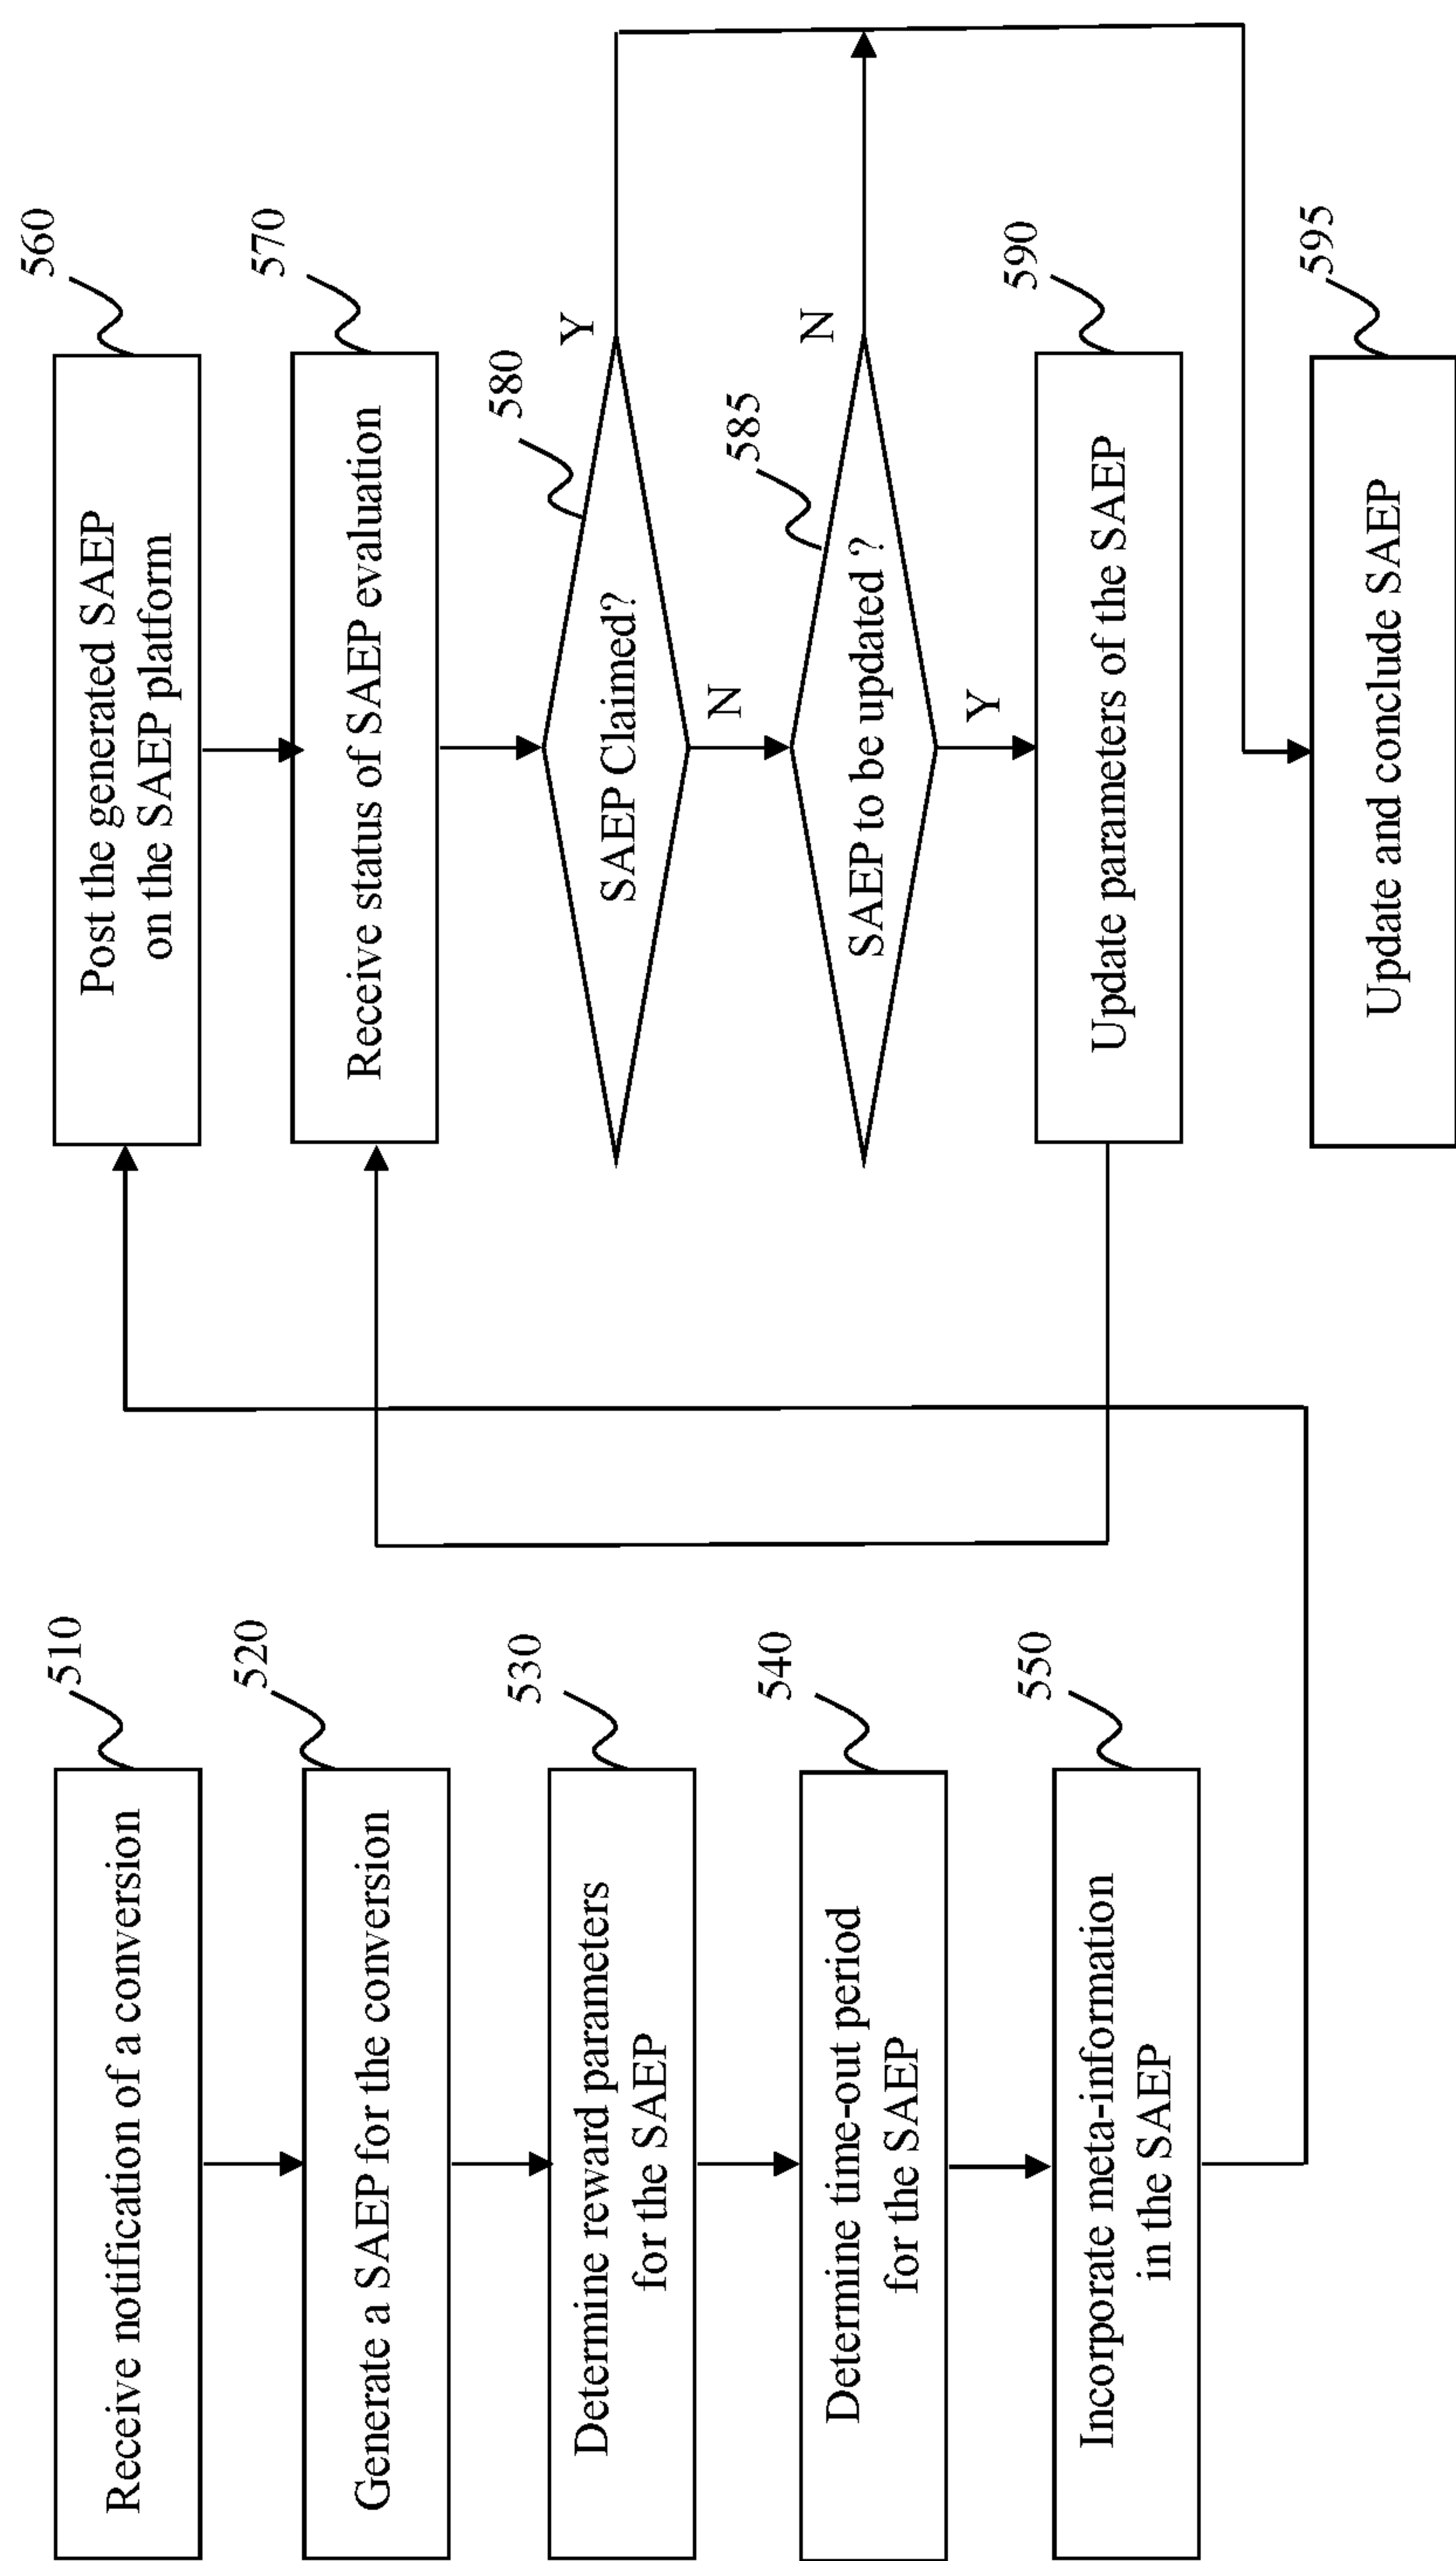 510
Receive notification of a conversion
520
Generate a SAEP for the conversion
530
Determine reward parameters
for the SAEP
540
Determine time-out period
for the SAEP
550
Incorporate meta-information
in the SAEP
560
Post the generated SAEP
on the SAEP platform
570
Receive status of SAEP evaluation
580
SAEP Claimed?
Y
N
585
SAEP to be updated ?
N
Y
590
Update parameters of the SAEP
595
Update and conclude SAEP